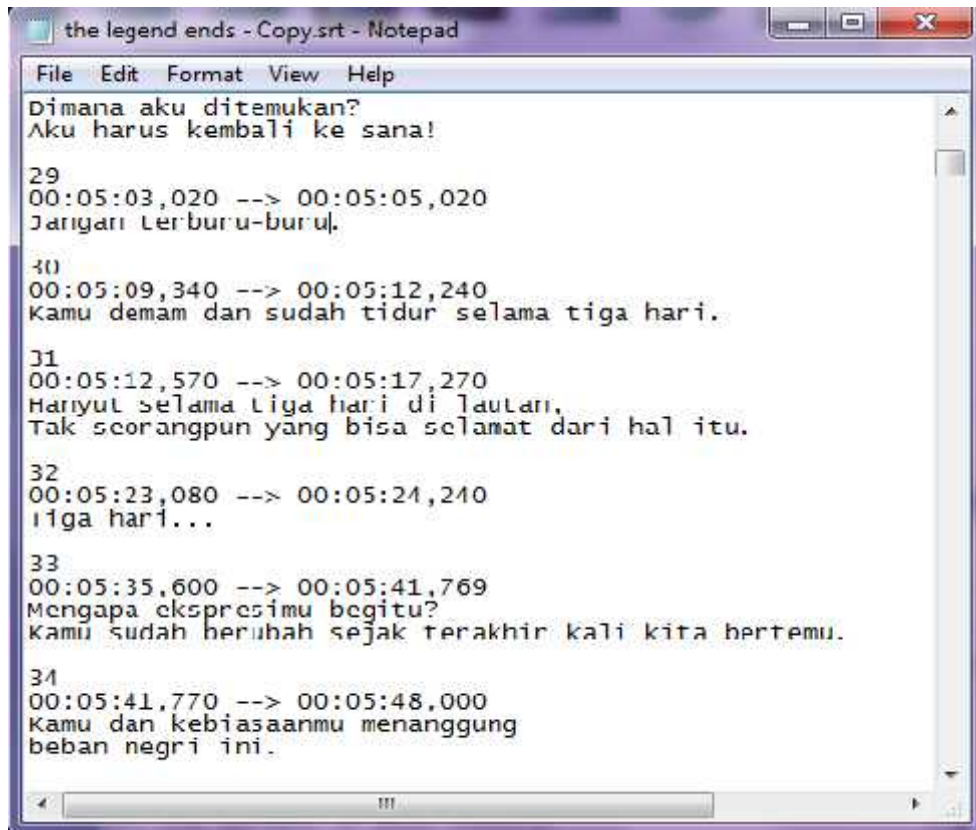 the legend ends - Copy.srt - Notepad
File Edit Format View Help
Dimana aku ditemukan?
Aku harus kembali ke sana!
29
00:05:03,020 --> 00:05:05,020
Jangan terburu-buru.
30
00:05:09,340 --> 00:05:12,240
Kamu demam dan sudah tidur selama tiga hari.
31
00:05:12,570 --> 00:05:17,270
Hanyut selama tiga hari di lautan,
Tak seorangpun yang bisa selamat dari hal itu.
32
00:05:23,080 --> 00:05:24,240
Tiga hari...
33
00:05:35,600 --> 00:05:41,769
Mengapa ekspresimu begitu?
Kamu sudah berubah sejak terakhir kali kita bertemu.
34
00:05:41,770 --> 00:05:48,000
Kamu dan kebiasaanmu menanggung
beban negri ini.